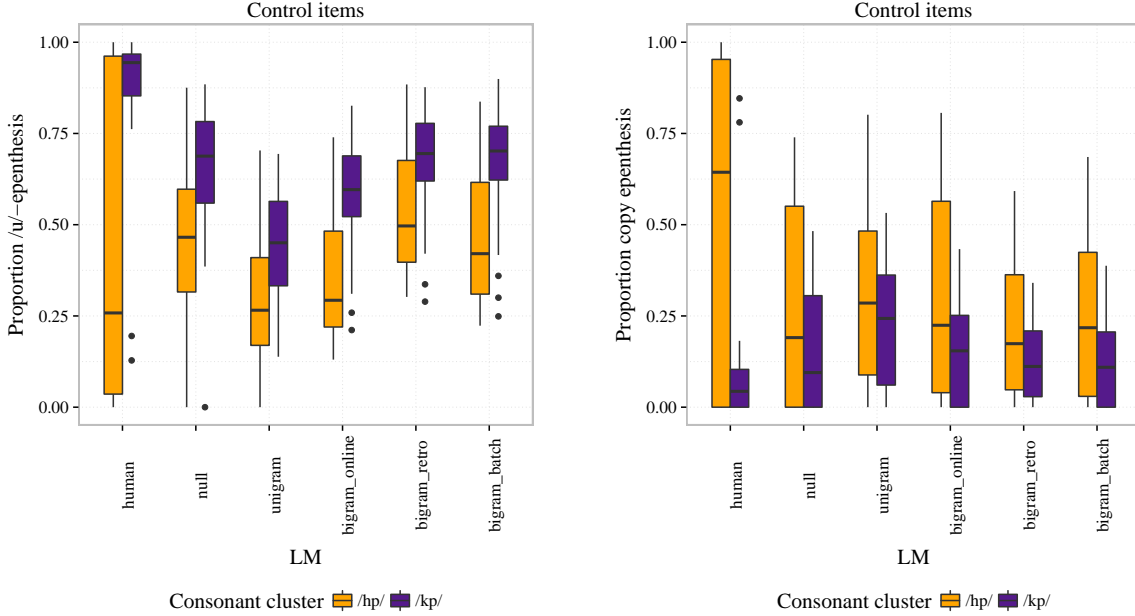 Control items
Proportion /u/−epenthesis
1.00
0.75
0.50
0.25
0.00
human
null
unigram
bigram_online
bigram_retro
bigram_batch
LM
Consonant cluster /hp/ /kp/
Control items
Proportion copy epenthesis
1.00
0.75
0.50
0.25
0.00
human
null
unigram
bigram_online
bigram_retro
bigram_batch
LM
Consonant cluster /hp/ /kp/